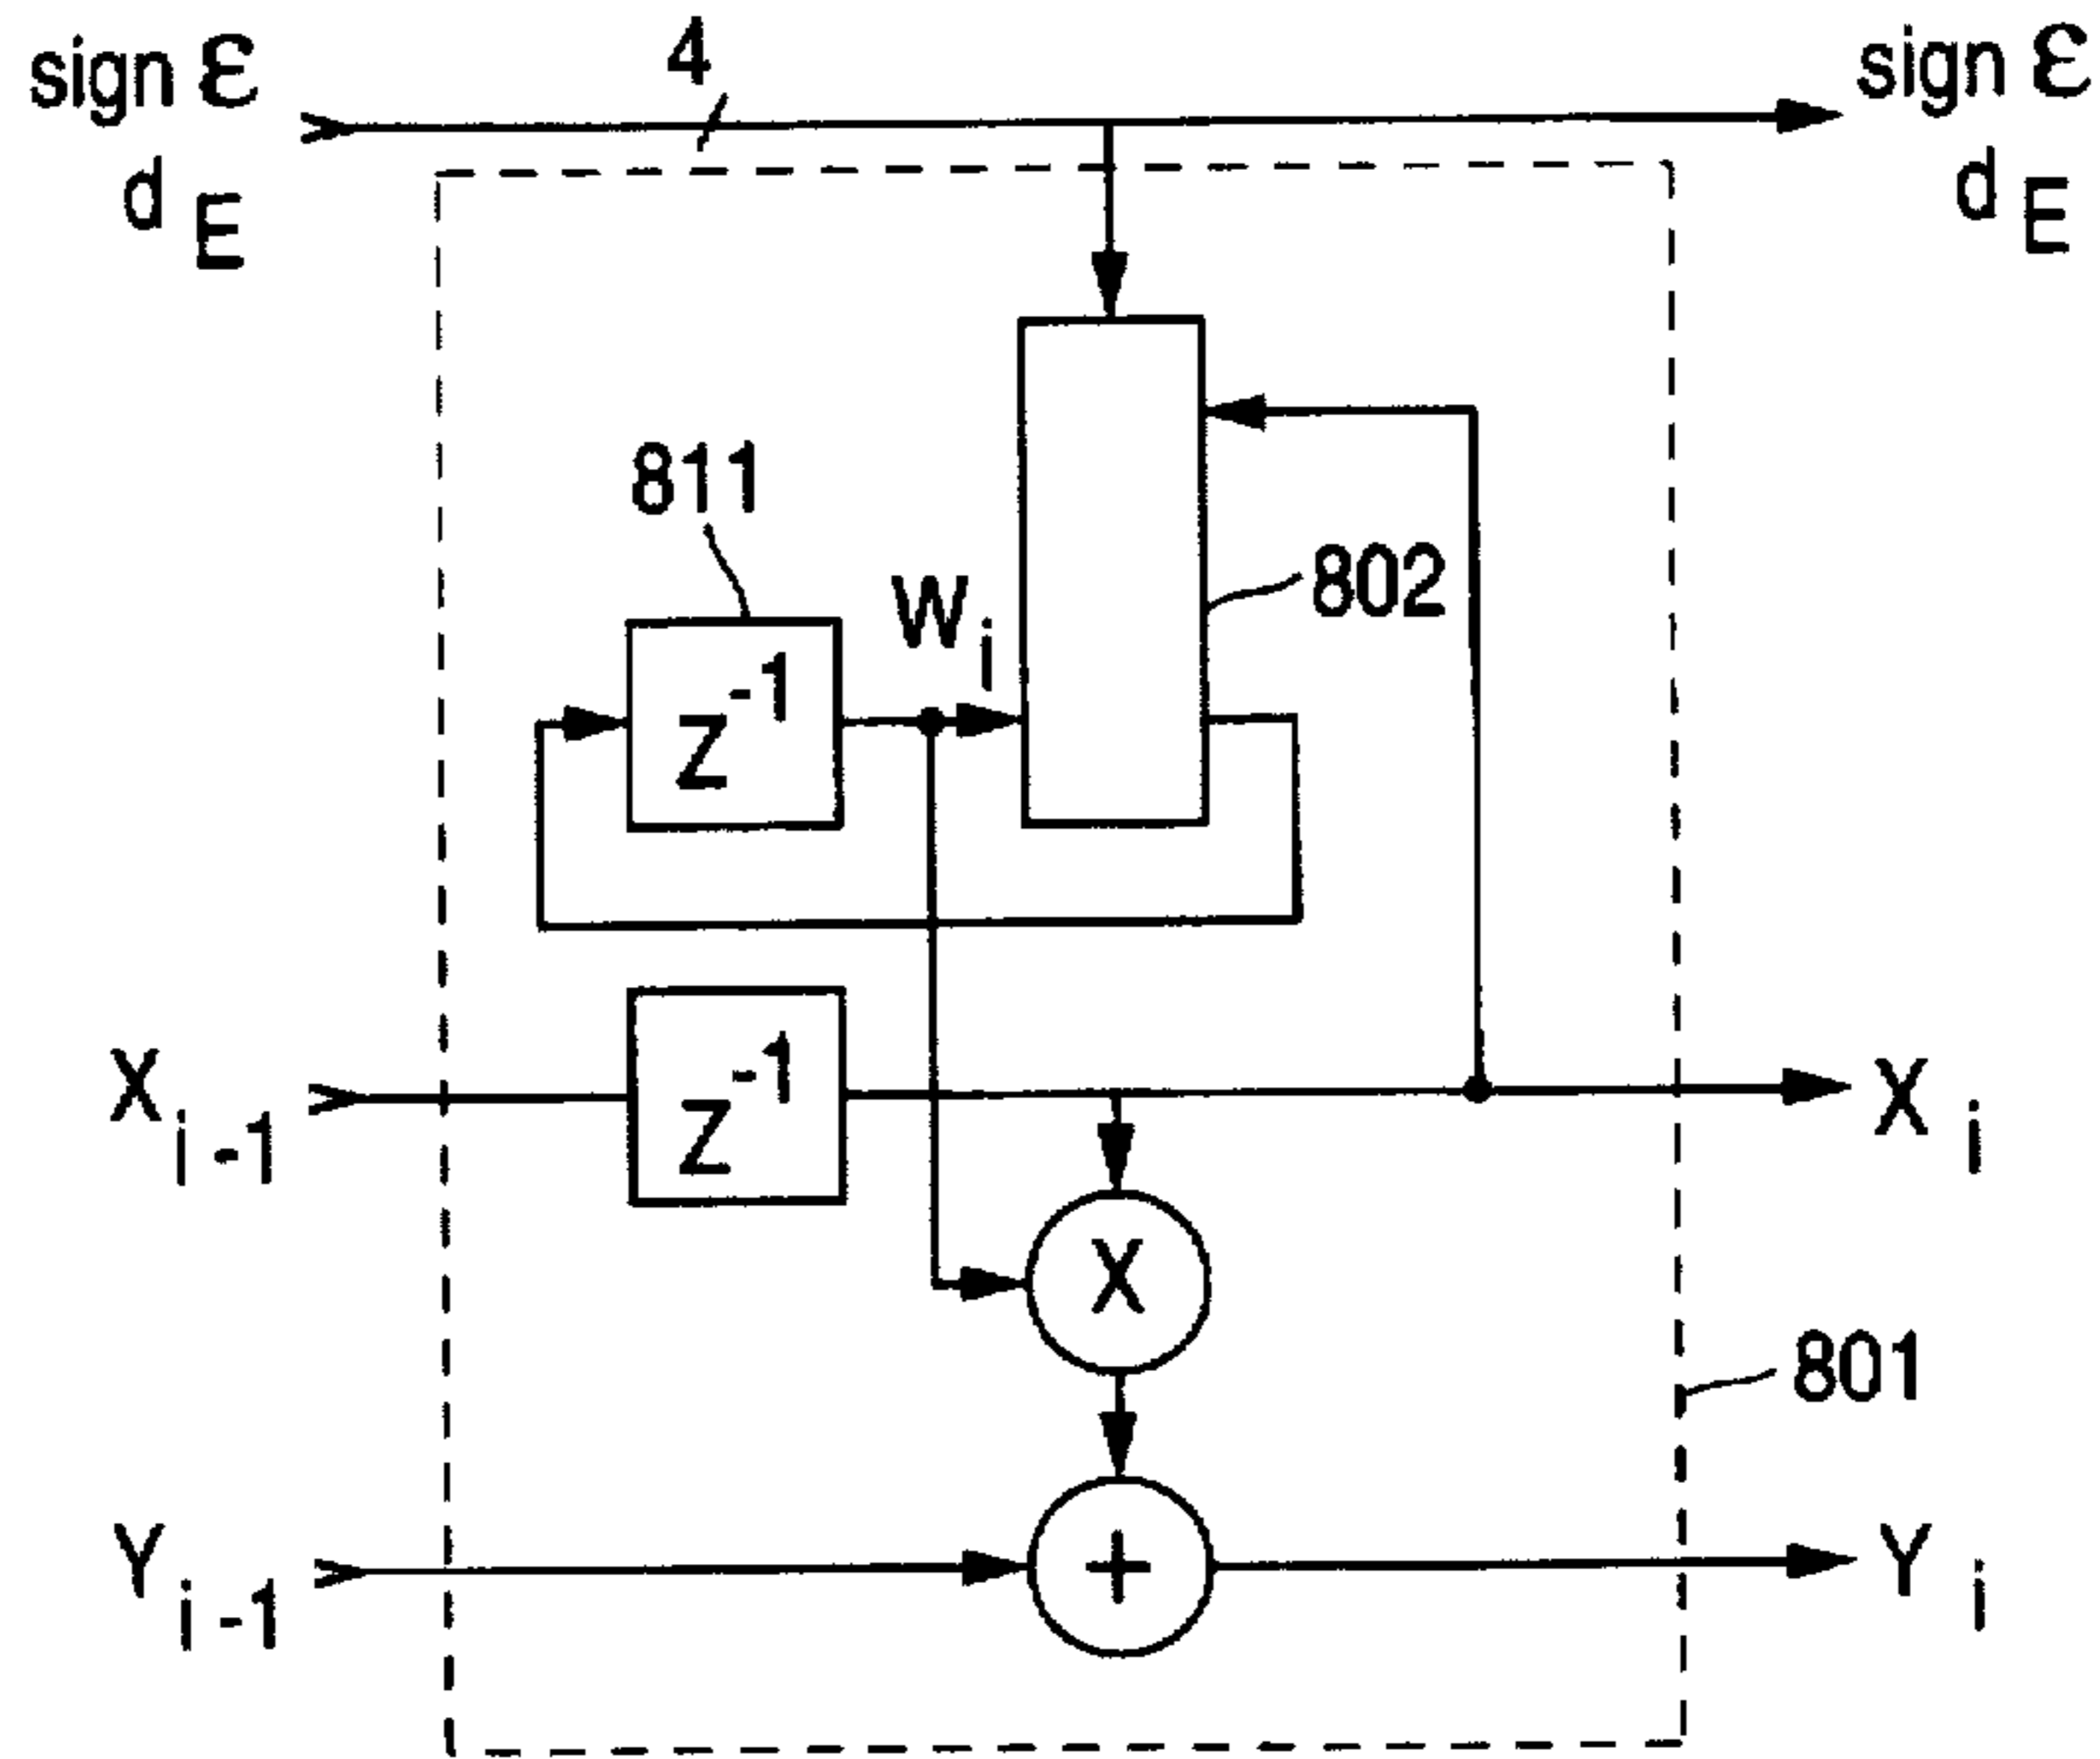 sign ε
d E
4
sign ε
d E
811
W i
802
z -1
X i -1
z -1
X i
X
801
Y i -1
+
Y i